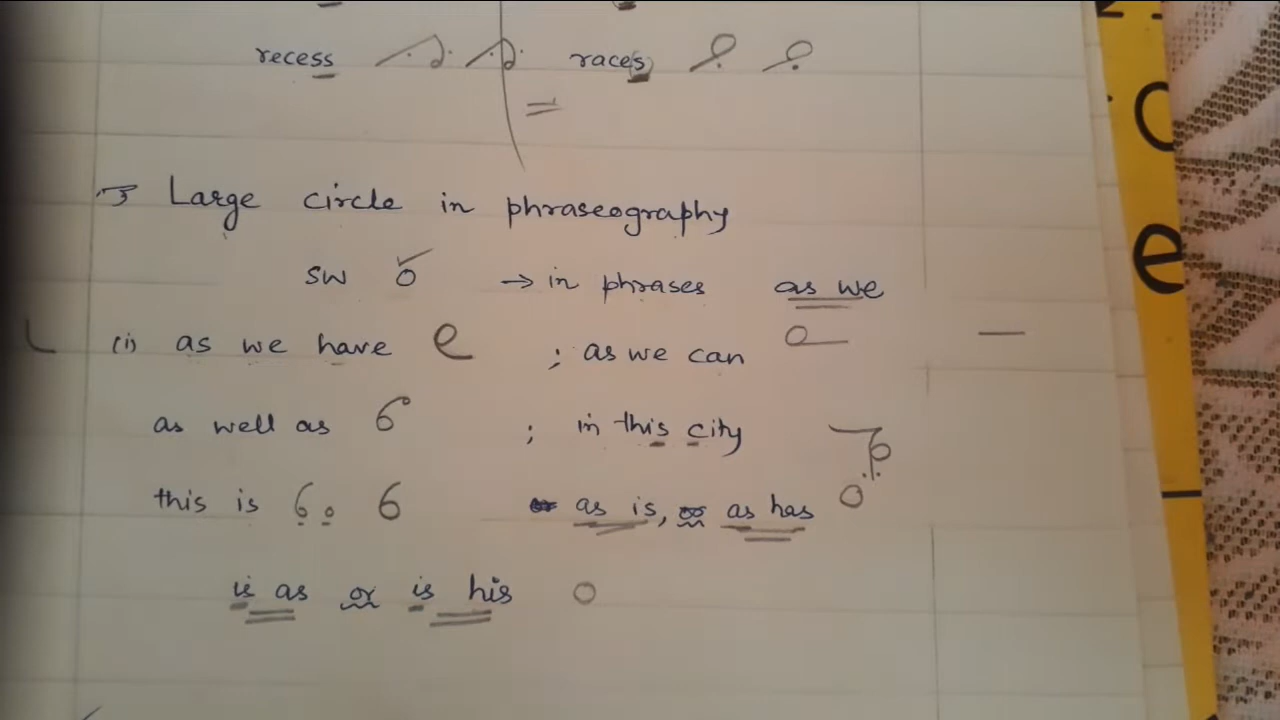 recess races
Large circle in phraseography
sw → in phrases as we
(i) as we have ; as we can
as well as ; in this city
this is as is, or as has
is as or is his
e